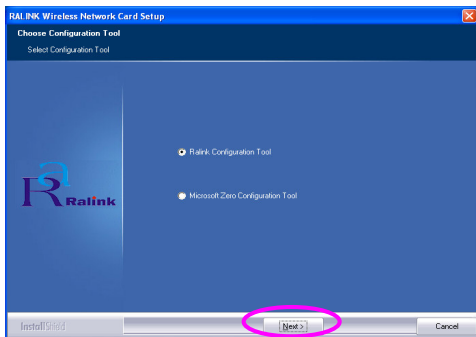 RALINK Wireless Network Card Setup
Choose Configuration Tool
Select Configuration Tool
Ralink Configuration Tool
Microsoft Zero Configuration Tool
Ralink
InstallShield
Next >
Cancel